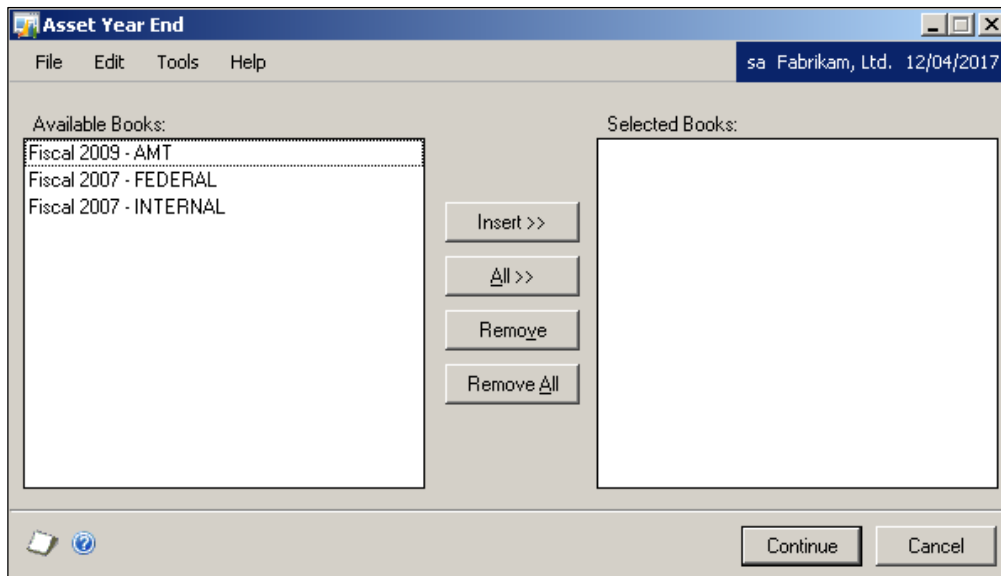 Asset Year End
File Edit Tools Help sa Fabrikam, Ltd. 12/04/2017
Available Books: Selected Books:
Fiscal 2009 - AMT
Fiscal 2007 - FEDERAL
Fiscal 2007 - INTERNAL
Insert >>
All >>
Remove
Remove All
Continue Cancel